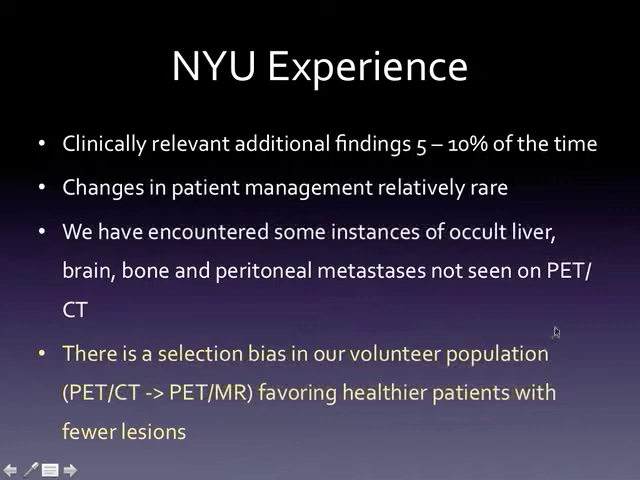 NYU Experience
• Clinically relevant additional findings 5 – 10% of the time
• Changes in patient management relatively rare
• We have encountered some instances of occult liver,
brain, bone and peritoneal metastases not seen on PET/
CT
• There is a selection bias in our volunteer population
(PET/CT -> PET/MR) favoring healthier patients with
fewer lesions